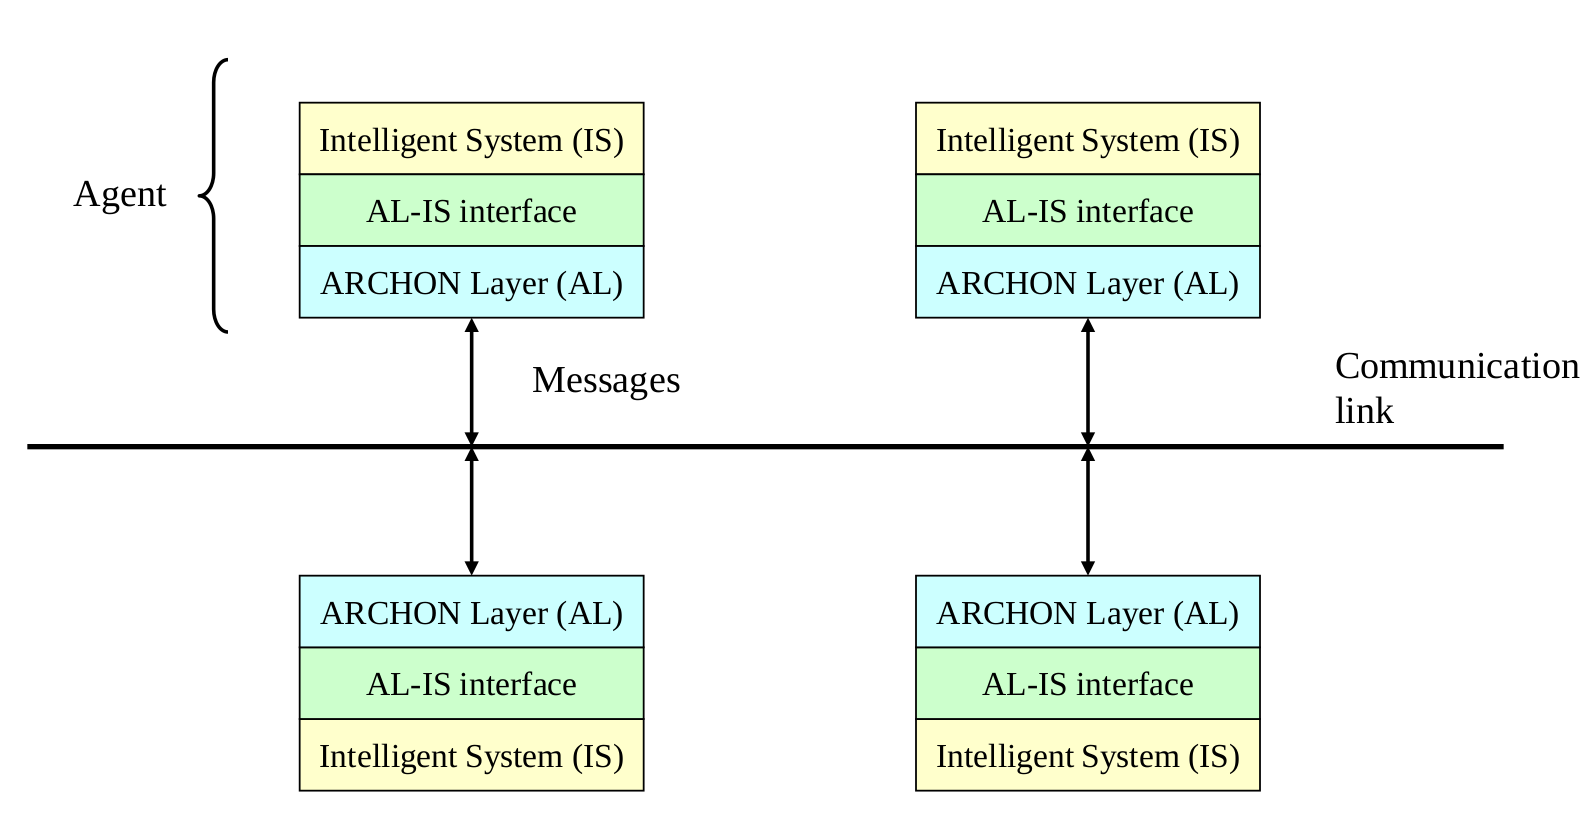 Intelligent System (IS)
Intelligent System (IS)
Agent
AL-IS interface
AL-IS interface
ARCHON Layer (AL)
ARCHON Layer (AL)
Messages
Communication
link
ARCHON Layer (AL)
ARCHON Layer (AL)
AL-IS interface
AL-IS interface
Intelligent System (IS)
Intelligent System (IS)